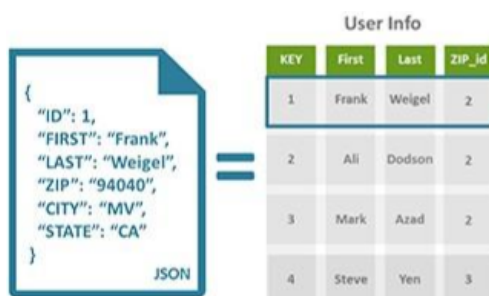 User Info
{
"ID": 1,
"FIRST": "Frank",
"LAST": "Weigel",
"ZIP": "94040",
"CITY": "MV",
"STATE": "CA"
}
JSON
=
KEY First Last ZIP_id
1 Frank Weigel 2
2 Ali Dodson 2
3 Mark Azad 2
4 Steve Yen 3